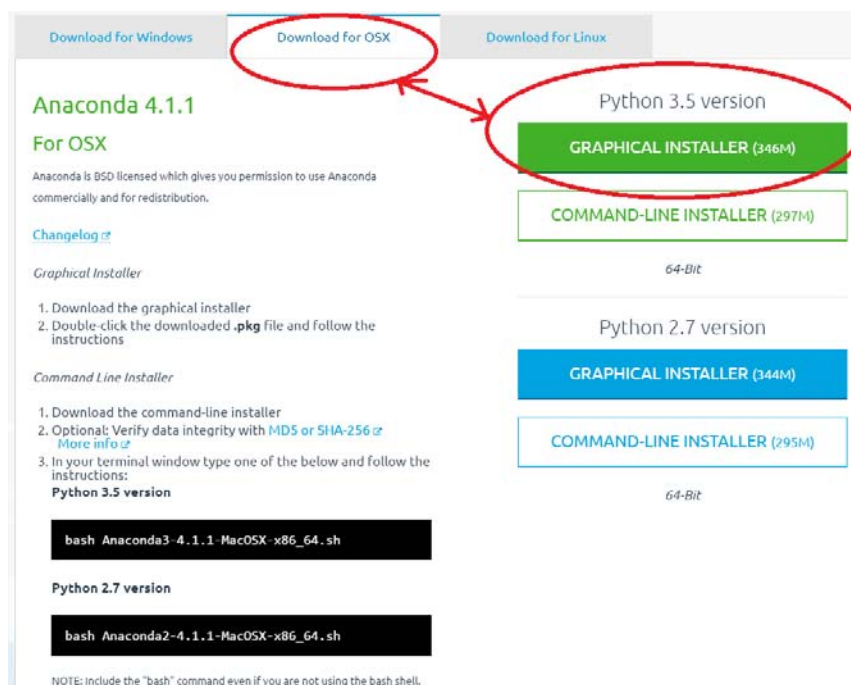 Download for Windows
Download for OSX
Download for Linux
Anaconda 4.1.1
For OSX
Anaconda is BSD licensed which gives you permission to use Anaconda
commercially and for redistribution.
Changelog
Graphical Installer
1. Download the graphical installer
2. Double-click the downloaded .pkg file and follow the
instructions
Command Line Installer
1. Download the command-line installer
2. Optional: Verify data integrity with MD5 or SHA-256
More info
3. In your terminal window type one of the below and follow the
instructions:
Python 3.5 version
bash Anaconda3-4.1.1-MacOSX-x86_64.sh
Python 2.7 version
bash Anaconda2-4.1.1-MacOSX-x86_64.sh
NOTE: Include the "bash" command even if you are not using the bash shell.
Python 3.5 version
GRAPHICAL INSTALLER (346M)
COMMAND-LINE INSTALLER (297M)
64-Bit
Python 2.7 version
GRAPHICAL INSTALLER (344M)
COMMAND-LINE INSTALLER (295M)
64-Bit